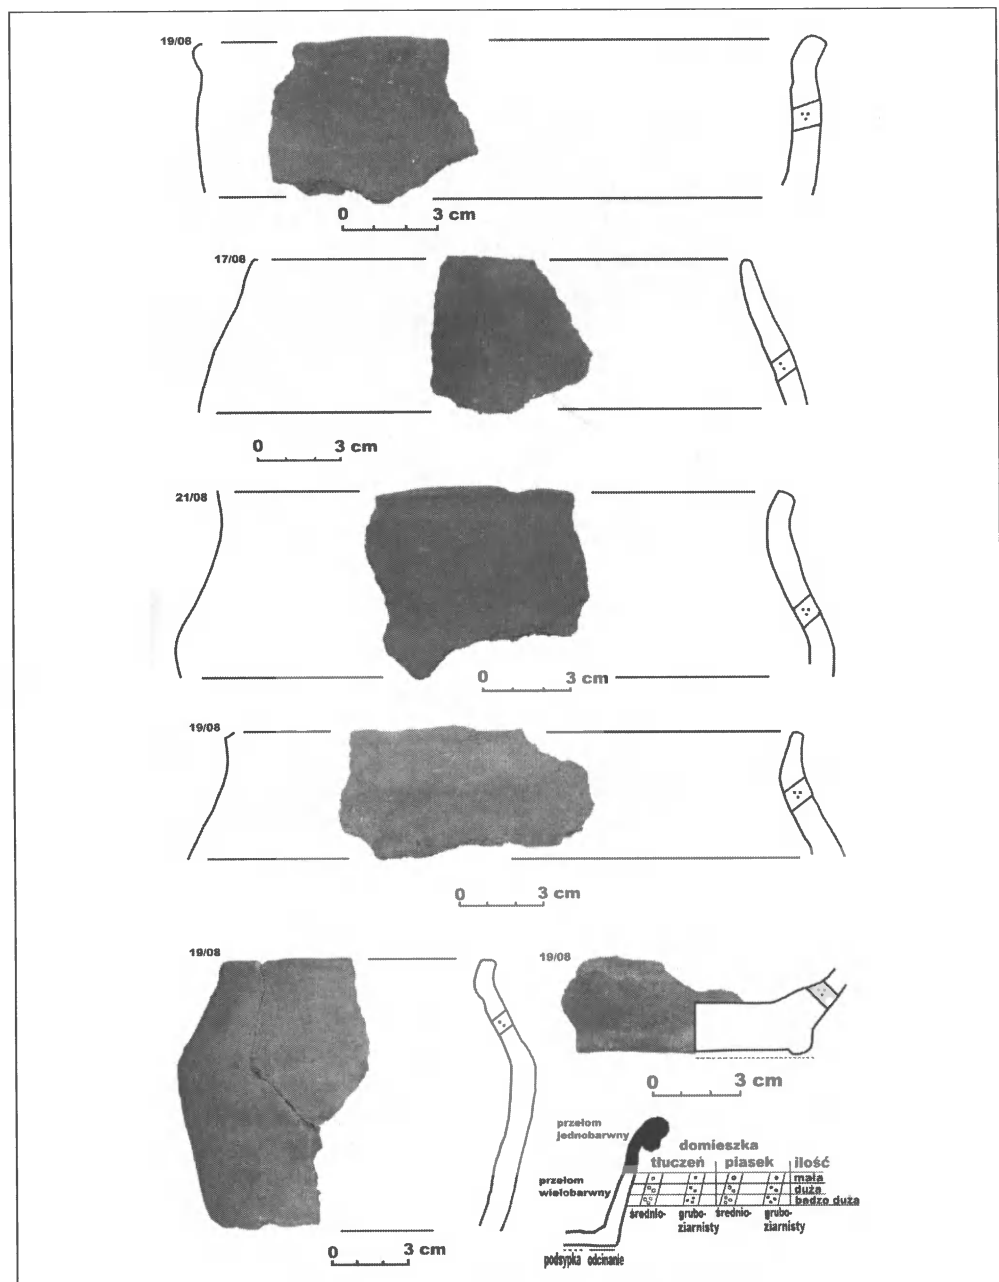 19/08
0 3 cm
17/08
0 3 cm
21/08
0 3 cm
19/08
0 3 cm
19/08
0 3 cm
19/08
0 3 cm
przełom
jednobarwny
domieszka
tłuczeń piasek ilość
przełom
wielobarwny
mała
duża
badzo duża
średnio- grubo- średnio- grubo-
ziarnisty ziarnisty
podsypka odcinanie